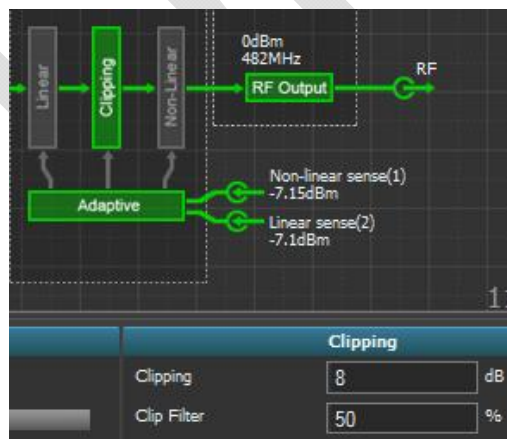 0dBm
482MHz
RF
Linear
Clipping
Non-Linear
RF Output
Adaptive
Non-linear sense(1)
-7.15dBm
Linear sense(2)
-7.1dBm
Clipping
Clipping 8 dB
Clip Filter 50 %